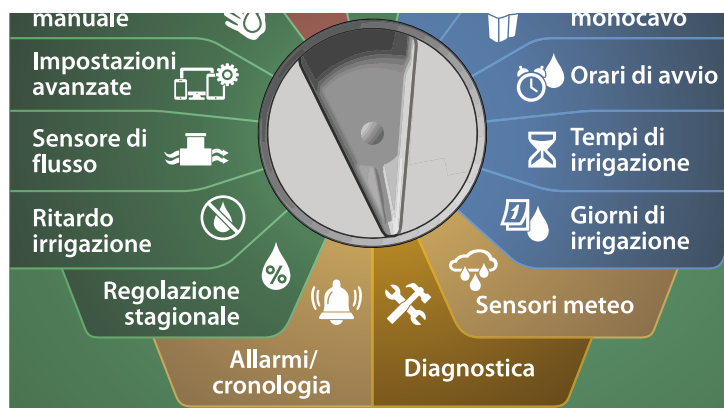 manuale
monocavo
Impostazioni
avanzate
Orari di avvio
Sensore di
flusso
Tempi di
irrigazione
Ritardo
irrigazione
1
Giorni di
irrigazione
%
Regolazione
stagionale
Sensori meteo
Allarmi/
cronologia
Diagnostica